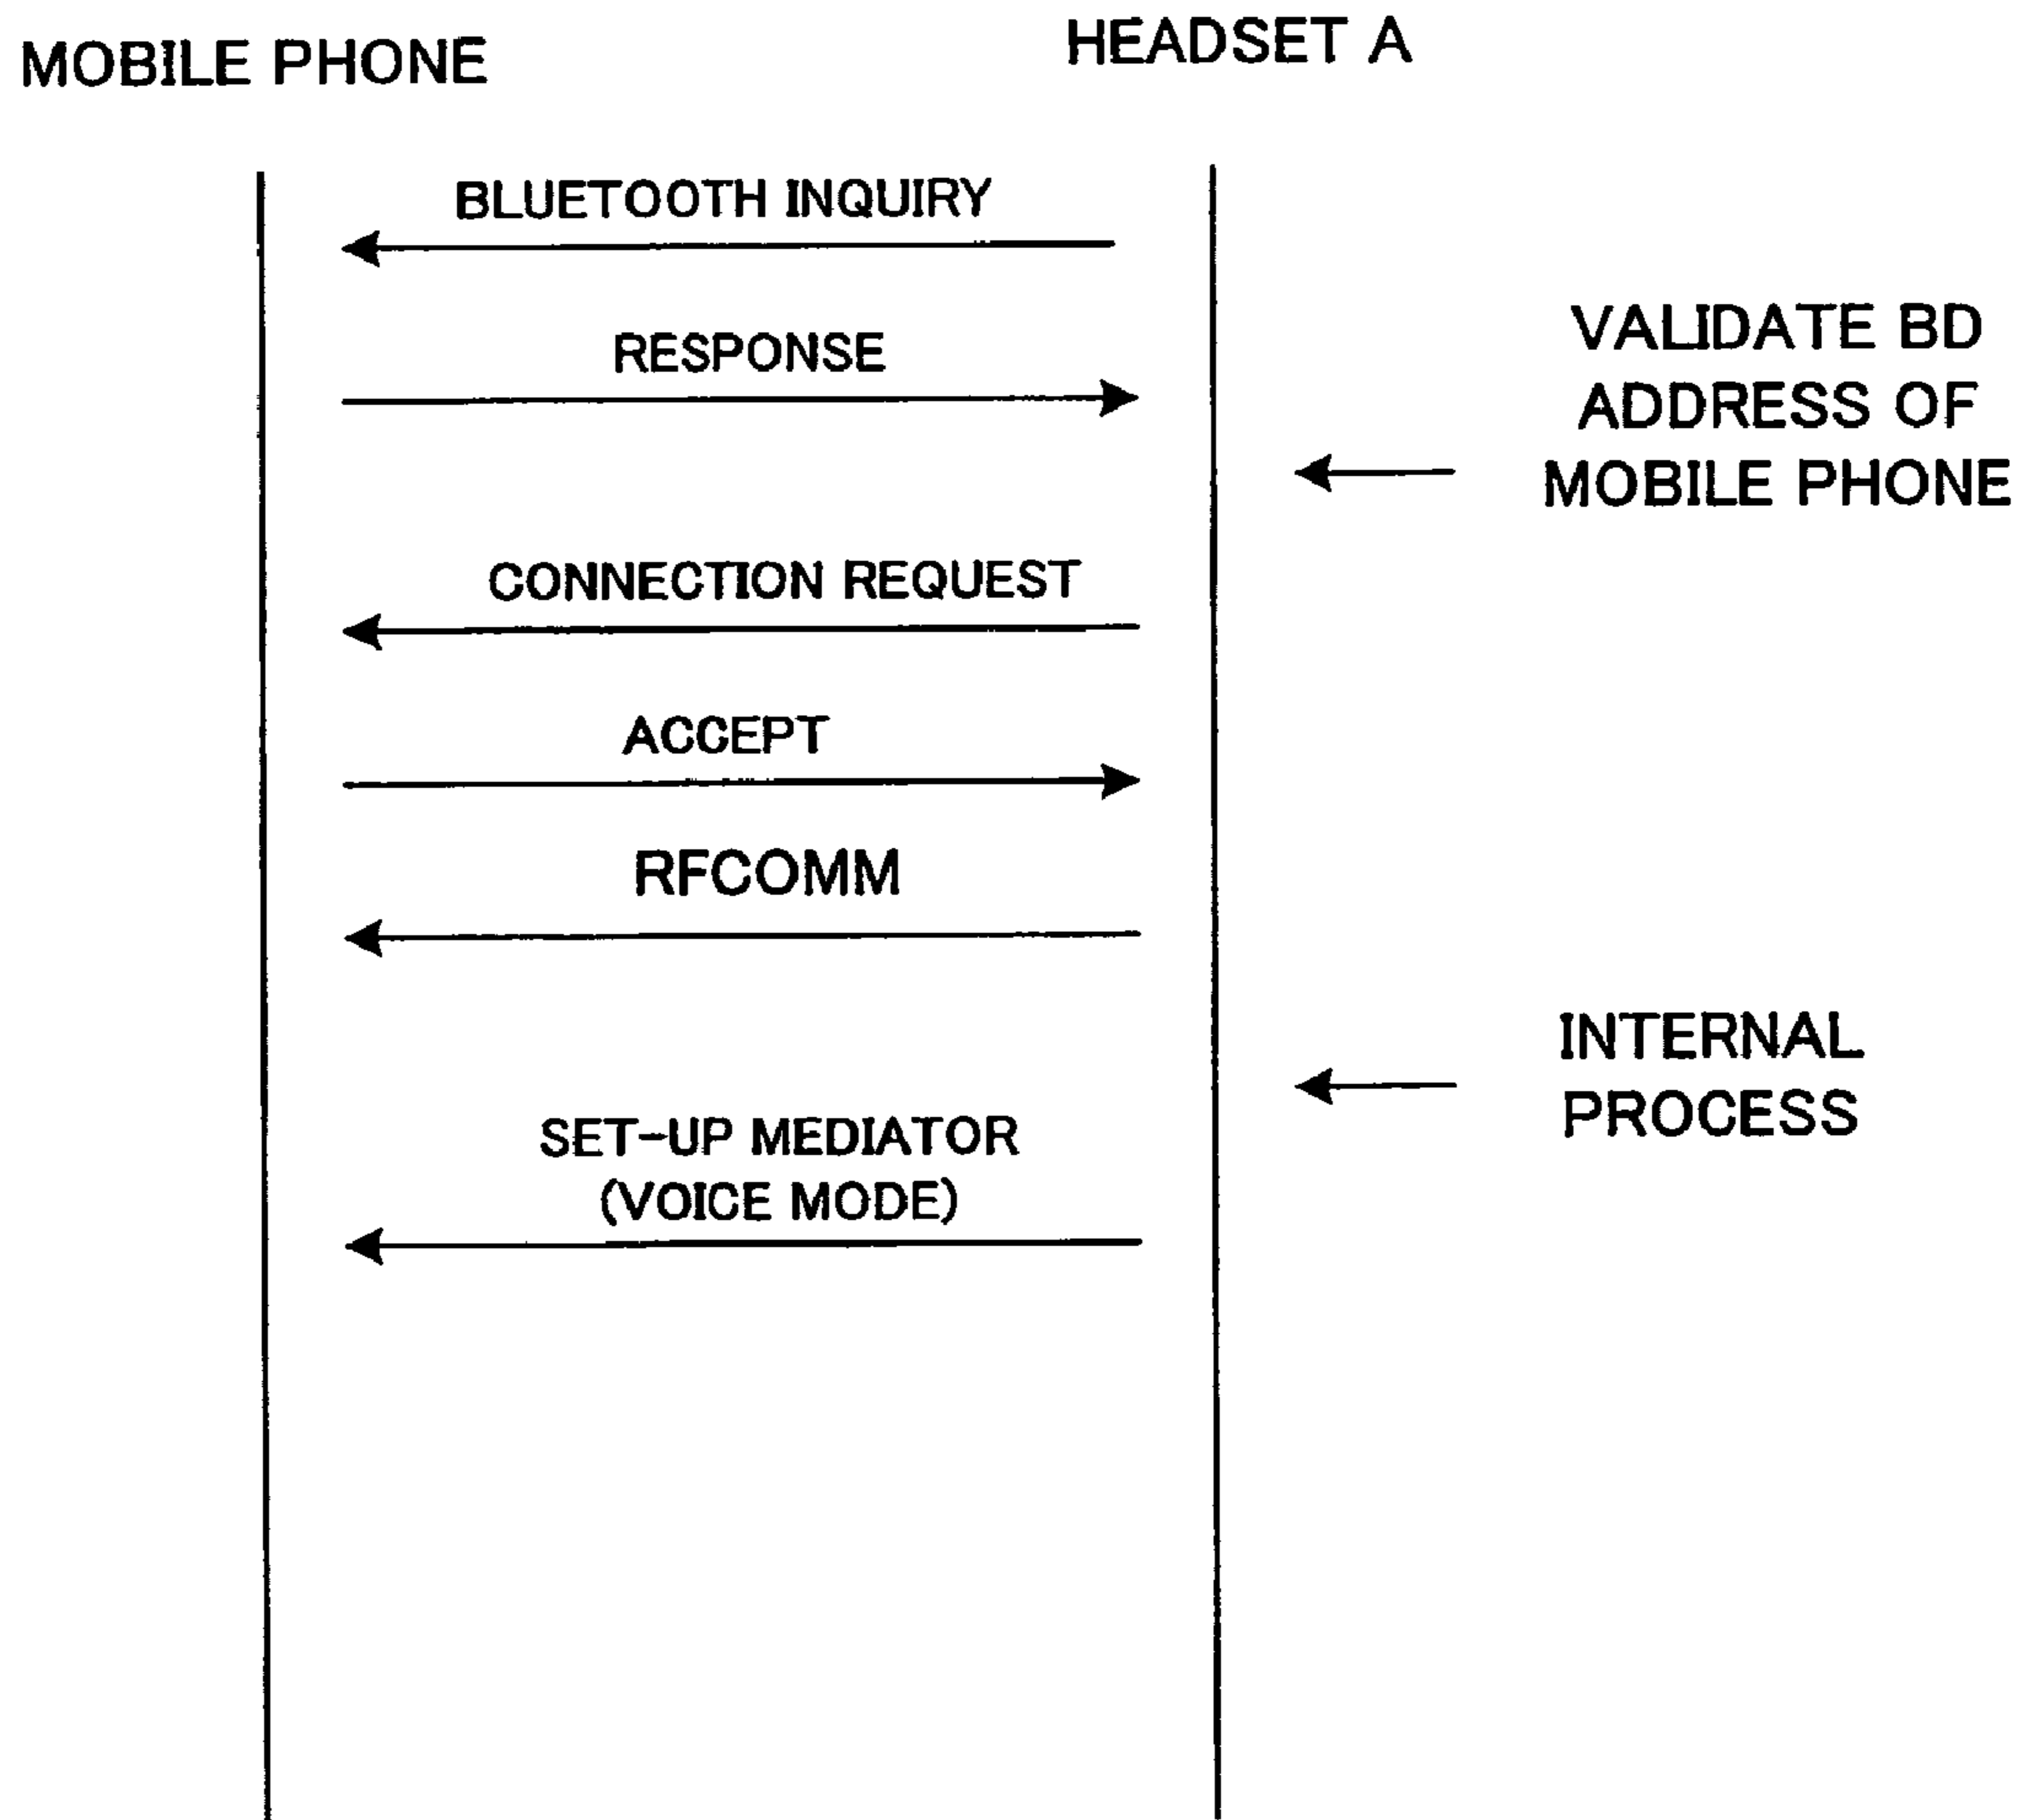 MOBILE PHONE
HEADSET A
BLUETOOTH INQUIRY
RESPONSE
VALIDATE BD
ADDRESS OF
MOBILE PHONE
CONNECTION REQUEST
ACCEPT
RFCOMM
INTERNAL
PROCESS
SET-UP MEDIATOR
(VOICE MODE)